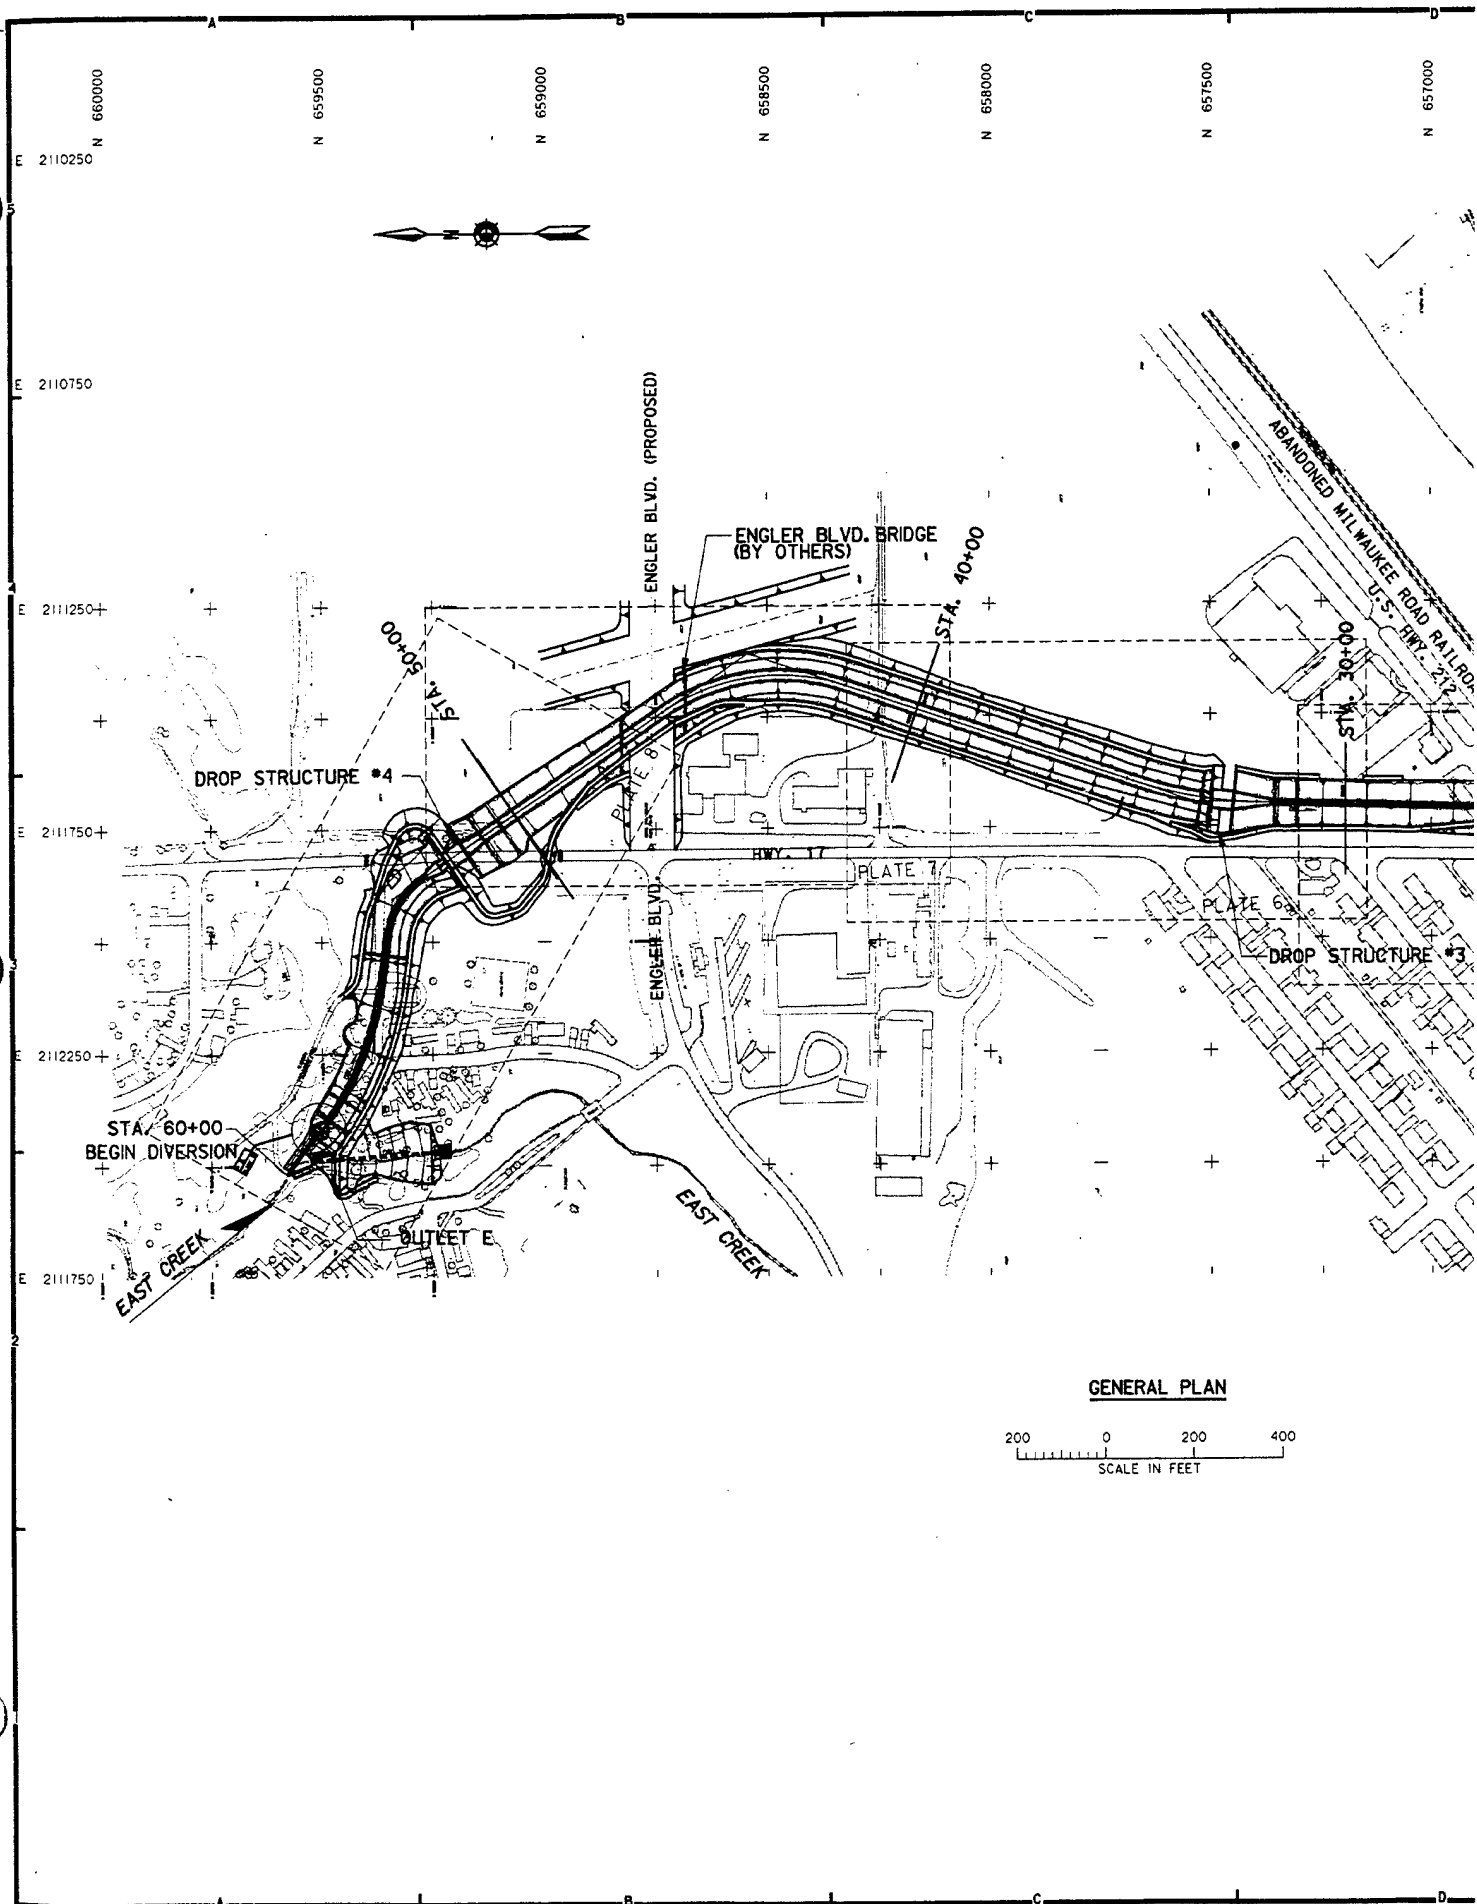 A
B
C
D
N 660000
N 659500
N 659000
N 658500
N 658000
N 657500
N 657000
E 2110250
5
N
E 2110750
ENGLER BLVD. (PROPOSED)
ABANDONED MILWAUKEE ROAD RAILROA
U.S. HWY. 212
ENGLER BLVD. BRIDGE
(BY OTHERS)
STA. 40+00
4
E 2111250
STA. 50+00
STA. 30+00
PLATE 8
DROP STRUCTURE #4
E 2111750
HWY. 17
PLATE 7
PLATE 6
ENGLER BLVD.
DROP STRUCTURE #3
E 2112250
STA. 60+00
BEGIN DIVERSION
EAST CREEK
OUTLET E
EAST CREEK
E 2111750
2
GENERAL PLAN
200 0 200 400
SCALE IN FEET
A
B
C
D